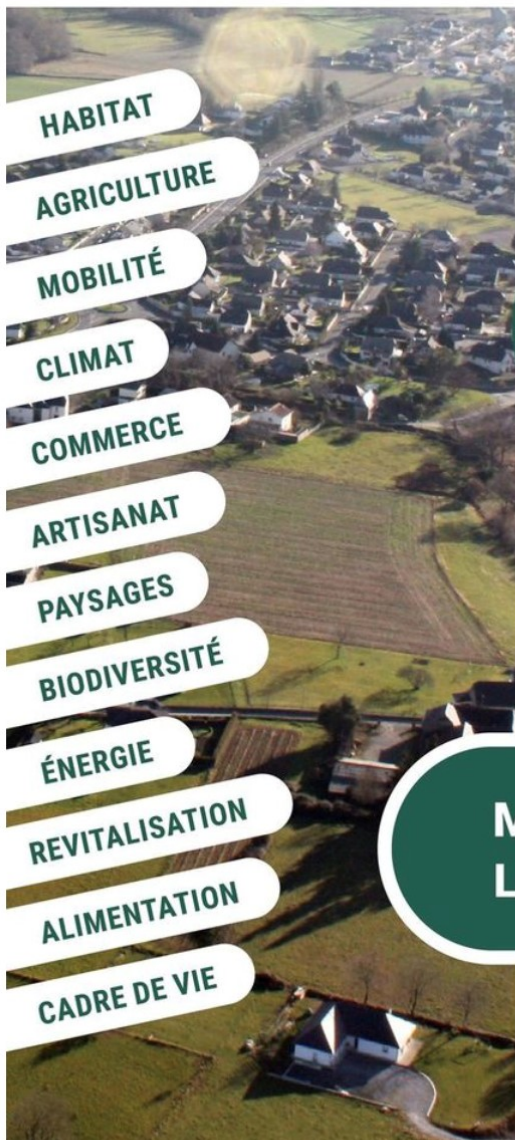 HABITAT
AGRICULTURE
MOBILITÉ
CLIMAT
COMMERCE
ARTISANAT
PAYSAGES
BIODIVERSITÉ
ÉNERGIE
REVITALISATION
ALIMENTATION
CADRE DE VIE